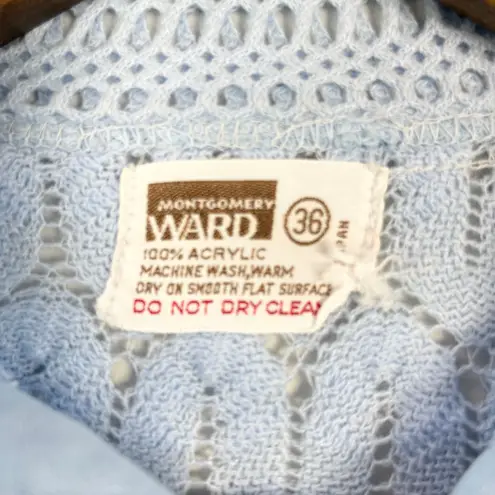 MONTGOMERY
WARD 36
100% ACRYLIC
MACHINE WASH, WARM
DRY ON SMOOTH FLAT SURFACE
DO NOT DRY CLEAN